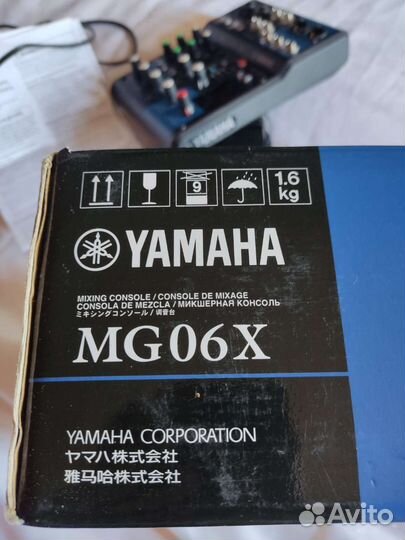 YAMAHA
9
1.6
kg
YAMAHA
MIXING CONSOLE / CONSOLE DE MIXAGE
CONSOLA DE MEZCLA / МИКШЕРНАЯ КОНСОЛЬ
ミキシングコンソール / 调音台
MG06X
YAMAHA CORPORATION
ヤマハ株式会社
雅马哈株式会社
Avito